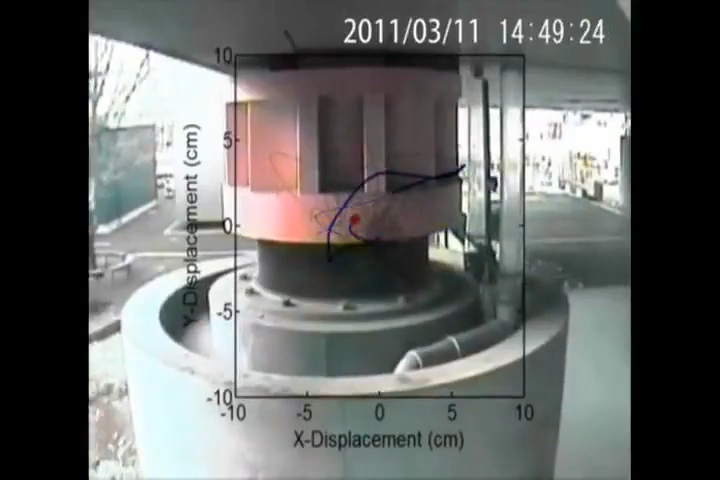 2011/03/11 14:49:24
10
5
0
-5
-10
Y-Displacement (cm)
-10 -5 0 5 10
X-Displacement (cm)